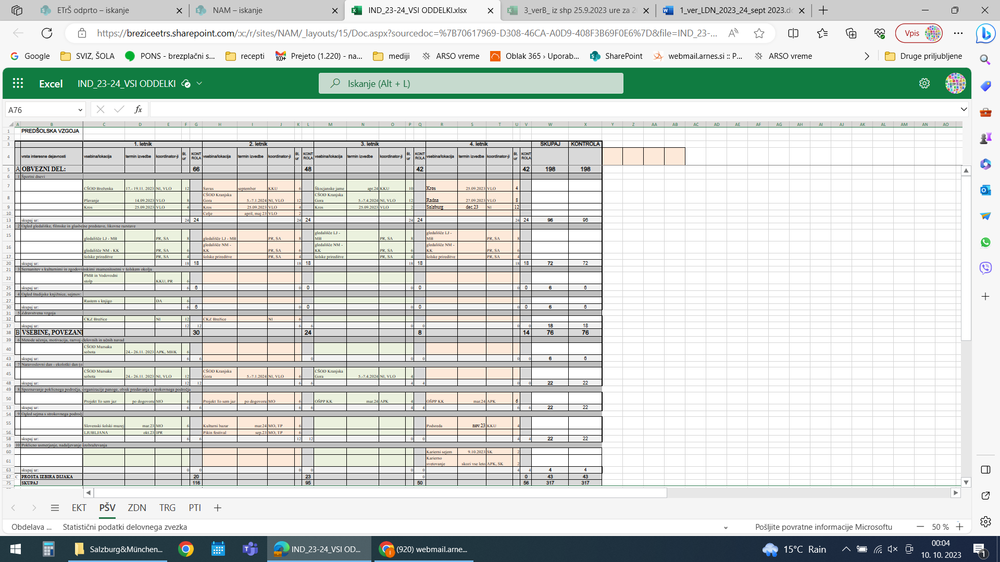 ETrŠ odprto – iskanje
NAM – iskanje
IND_23-24_VSI ODDELKI.xlsx
3_verB_ iz shp 25.9.2023 ure za 2
1_ver_LDN_2023_24_sept 2023.d
https://breziceetrs.sharepoint.com/:x:/r/sites/NAM/_layouts/15/Doc.aspx?sourcedoc=%7B70617969-D308-46CA-A0D9-408F3B69F0E6%7D&file=IND_23-...
Vpis
Google SVIZ, ŠOLA PONS - brezplačni s... recepti Prejeto (1.220) - na... mediji ARSO vreme Oblak 365 › Uporab... SharePoint webmail.arnes.si :: P... ARSO vreme Druge priljubljene
Excel IND_23-24_VSI ODDELKI Iskanje (Alt + L)
A76 fx
A B C D E F G H I J K L M N O P Q R S T U V W X Y Z AA AB AC AD AE AF AG AH AI AJ AK AL AM AN AO
1 PREDŠOLSKA VZGOJA
2
3 1. letnik 2. letnik 3. letnik 4. letnik SKUPAJ KONTROLA
4 vrsta interesne dejavnosti vsebina/lokacija termin izvedbe koordinator-ji št. ur KONT ROLA vsebina/lokacija termin izvedbe koordinator-ji št. ur KONT ROLA vsebina/lokacija termin izvedbe koordinator-ji št. ur KONT ROLA vsebina/lokacija termin izvedbe koordinator-ji št. ur KONT ROLA
5 A OBVEZNI DEL: 66 48 42 42 198 198
6 1 Športni dnevi
7 CŠOD Breženka 17.- 19.11. 2023 NI, VLO 12 Savus september KKU 6 Škocjanske jame apr.24 KKU 10 Kros 25.09.2023 VLO 4
8 Plavanje 14.09.2023 VLO 8 CŠOD Kranjska Gora 5.-7.1.2024 NI, VLO 12 CŠOD Kranjska Gora 5.-7.4.2024 NI, VLO 12 Radna 27.09.2023 VLO 8
9 Kros 25.09.2023 VLO 4 Kros 25.09.2023 VLO 4 Kros 25.09.2023 VLO 2 Salzburg dec.23 NI 12
10 Celje april, maj 23 VLO 2
13 skupaj ur: 24 24 24 24 24 24 24 24 96 96
14 2 Ogled gledališke, filmske in glasbene predstave, likovne razstave
15 gledališče LJ - MB PR, SA 8 gledališče LJ - MB PR, SA 8 gledališče LJ - MB PR, SA 8 gledališče LJ - MB PR, SA 8
16 gledališče NM - KK PR, SA 6 gledališče NM - KK PR, SA 6 gledališče NM - KK PR, SA 6 gledališče NM - KK PR, SA 6
17 šolske prireditve PR, SA 4 šolske prireditve PR, SA 4 šolske prireditve PR, SA 4 šolske prireditve PR, SA 4
20 skupaj ur: 18 18 18 18 18 18 18 18 72 72
21 3 Seznanitev s kulturnimi in zgodovinskimi znamenitostmi v šolskem okolju
22 PMB in Vodovodni stolp KKU, PR 6
25 skupaj ur: 6 6 0 0 0 0 0 0 6 6
26 4 Ogled študijske knjižnice, sejmov:
27 Rastem s knjigo DA 6
30 skupaj ur: 6 6 0 0 0 0 0 0 6 6
31 5 Zdravstvena vzgoja
32 CKZ Brežice NI 12 CKZ Brežice NI 6
37 skupaj ur: 12 12 6 6 0 0 0 0 18 18
38 B VSEBINE, POVEZANI 30 24 8 14 76 76
39 6 Metode učenja, motivacija, razvoj delovnih in učnih navad
40 CŠOD Mursaka sobota 24.- 26.11. 2023 APK, MHK 6
43 skupaj ur: 6 6 0 0 0 0 0 6 6
44 7 Naravoslovni dan - ekološki dan (o
45 CŠOD Mursaka sobota 24.- 26.11. 2023 NI, VLO 12 CŠOD Kranjska Gora 5.-7.1.2024 NI, VLO 6 CŠOD Kranjska Gora 5.-7.4.2024 NI, VLO 4
48 skupaj ur: 12 12 6 6 4 4 0 0 22 22
49 8 Spoznavanje poklicnega področja, organizacije panoge, obisk predavanja s strokovnega področja
50 Projekt To sem jaz po dogovoru MO 6 Projekt To sem jaz po dogovoru MO 6 OŠPP KK mar.24 APK 4 OŠPP KK mar.24 APK 6
53 skupaj ur: 6 6 6 6 4 4 6 6 22 22
54 9 Ogled sejma s strokovnega področj
55 Slovenski šolski muzej mar.23 MO 6 Kulturni bazar mar.24 MO, TP 6 Podsreda nov.23 KKU 4
56 LJUBLJANA okt.23 IPR Pikin festival sep.23 MO, TP 6
58 skupaj ur: 6 6 12 12 0 0 4 4 22 22
59 10 Poklicno usmerjanje, nadaljevanje izobraževanja
60 Karierni sejem 9.10.2023 SK 2
61 Karierno svetovanje skozi vse leto APK, SK 2
63 skupaj ur: 0 0 0 0 0 0 4 4 4 4
67 C PROSTA IZBIRA DIJAKA 20 23 0 0 43 43
75 SKUPAJ 116 95 50 56 317 317
EKT PŠV ZDN TRG PTI
Obdelava ... Statistični podatki delovnega zvezka Pošljite povratne informacije Microsoftu 50 %
Salzburg&München... IND_23-24_VSI OD... (920) webmail.arne... 15°C Rain 00:04
10. 10. 2023
1